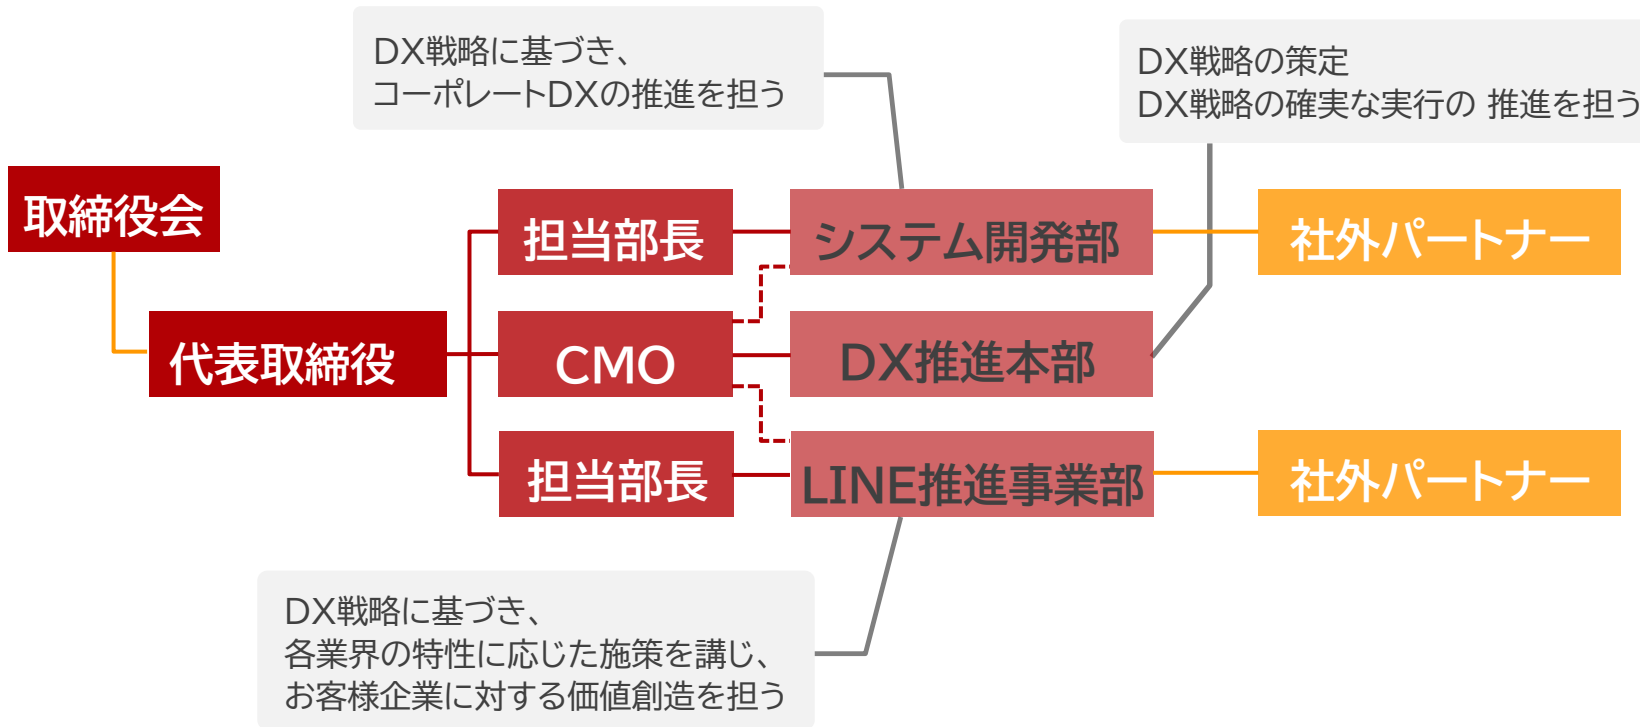 DX戦略に基づき、
コーポレートDXの推進を担う
DX戦略の策定
DX戦略の確実な実行の 推進を担う
取締役会
担当部長
システム開発部
社外パートナー
代表取締役
CMO
DX推進本部
担当部長
LINE推進事業部
社外パートナー
DX戦略に基づき、
各業界の特性に応じた施策を講じ、
お客様企業に対する価値創造を担う